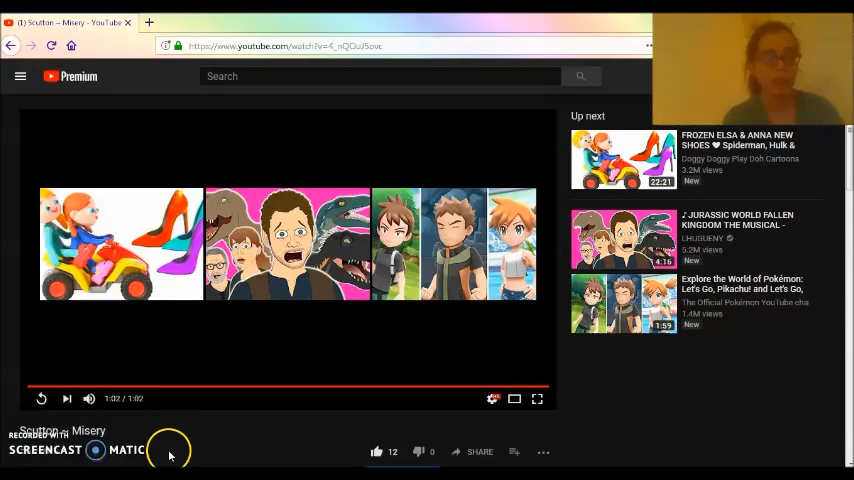 (1) Scutton ~ Misery - YouTube
https://www.youtube.com/watch?v=4_nQOuJ5ovc
Premium
Search
Up next
FROZEN ELSA & ANNA NEW
SHOES ❤ Spiderman, Hulk &
Doggy Doggy Play Doh Cartoons
3.2M views
New
22:21
♪ JURASSIC WORLD FALLEN
KINGDOM THE MUSICAL -
LHUGUENY
5.2M views
New
4:16
Explore the World of Pokémon:
Let's Go, Pikachu! and Let's Go,
The Official Pokémon YouTube cha
1.4M views
New
1:59
1:02 / 1:02
HD
Scutton ~ Misery
RECORDED WITH
SCREENCAST MATIC
12
0
SHARE